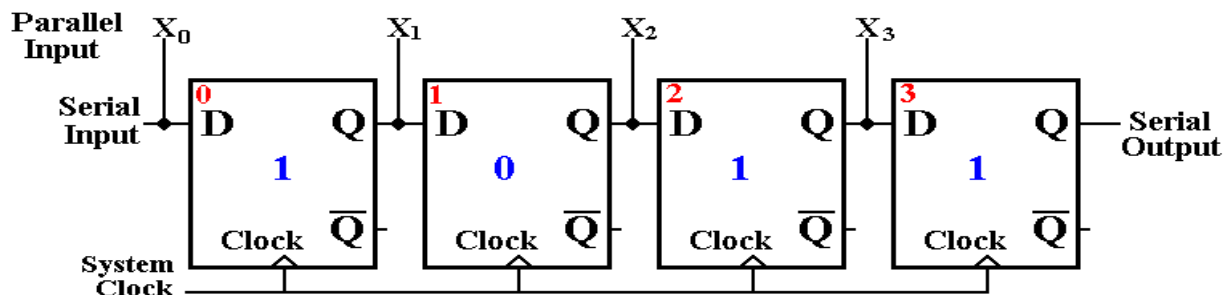 Parallel Input
X0 X1 X2 X3
Serial Input
0 1 2 3
D Q D Q D Q D Q
Serial Output
1 0 1 1
Q Q Q Q
Clock Clock Clock Clock
System Clock